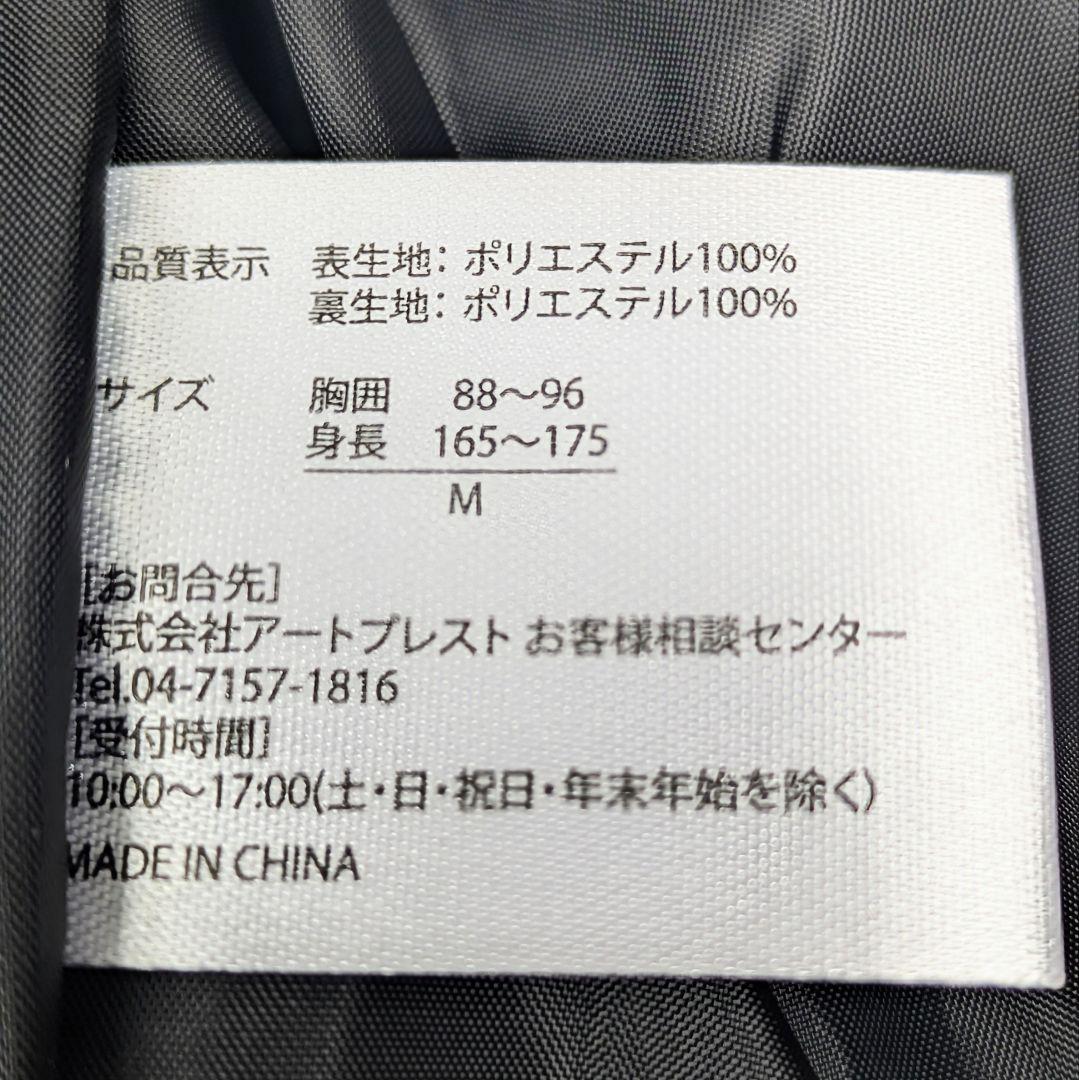 品質表示 表生地：ポリエステル100%
裏生地：ポリエステル100%
サイズ 胸囲 88〜96
身長 165〜175
M
[お問合先]
株式会社アートプレスト お客様相談センター
Tel.04-7157-1816
[受付時間]
10:00〜17:00(土・日・祝日・年末年始を除く)
MADE IN CHINA